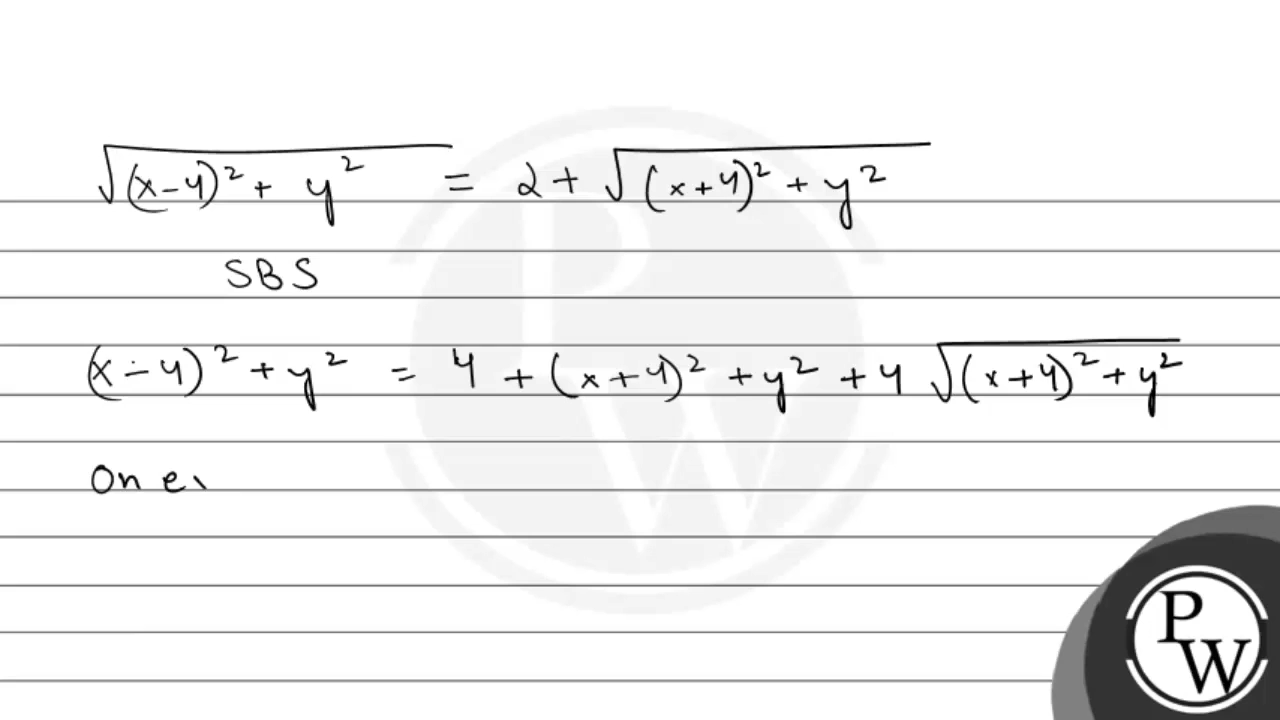 √(x-4)² + y² = 2 + √(x+4)² + y²
SBS
(x-4)² + y² = 4 + (x+4)² + y² + 4 √(x+4)² + y²
On e
P
W